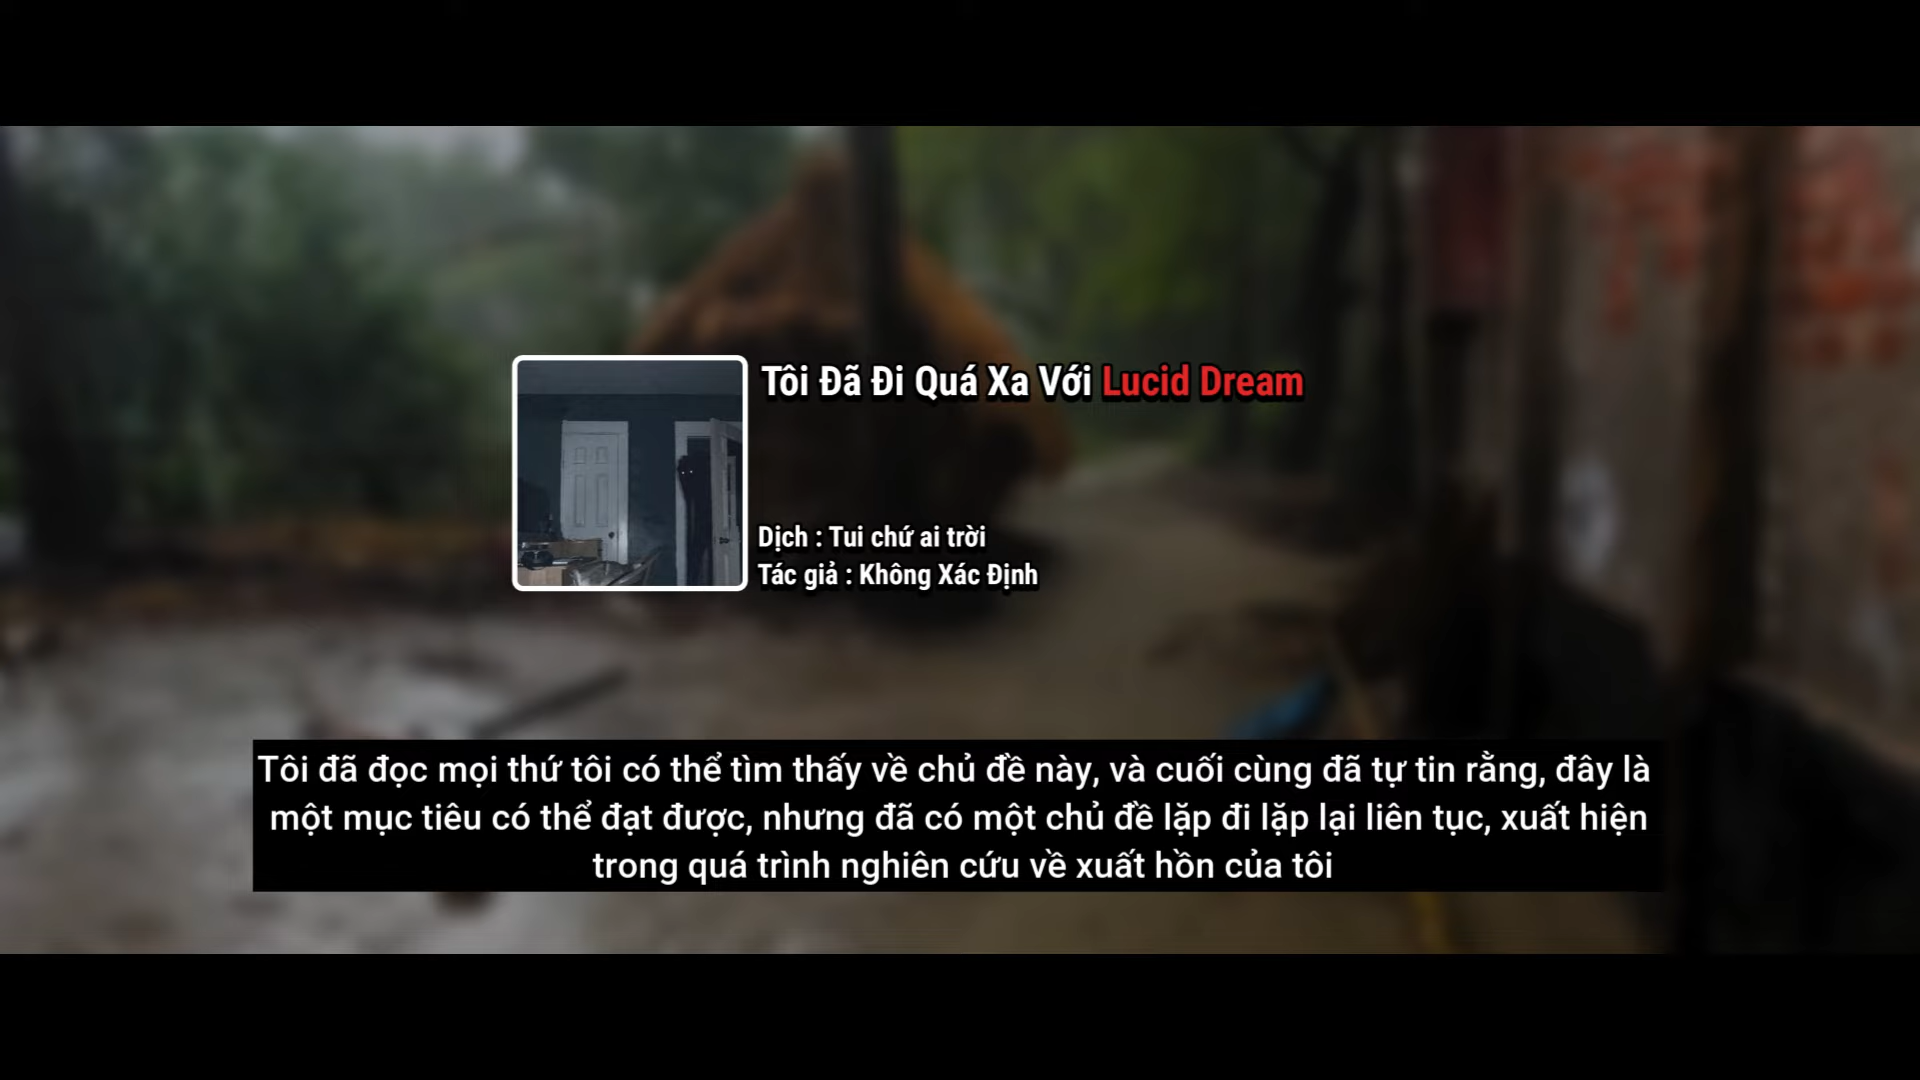 Tôi Đã Đi Quá Xa Với Lucid Dream
Dịch : Tui chứ ai trời
Tác giả : Không Xác Định
Tôi đã đọc mọi thứ tôi có thể tìm thấy về chủ đề này, và cuối cùng đã tự tin rằng, đây là
một mục tiêu có thể đạt được, nhưng đã có một chủ đề lặp đi lặp lại liên tục, xuất hiện
trong quá trình nghiên cứu về xuất hồn của tôi